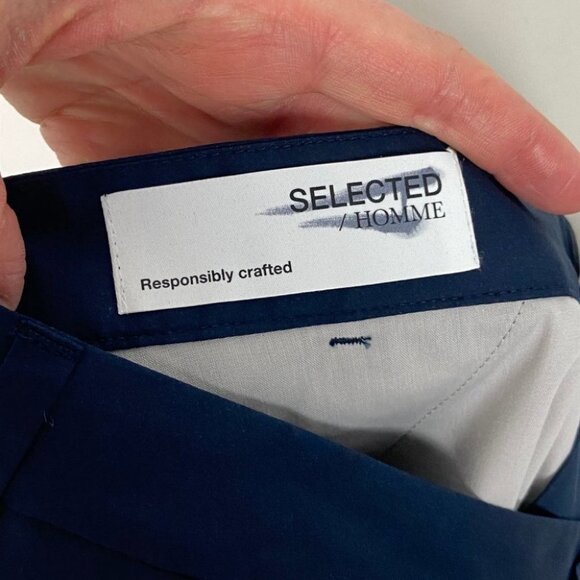 SELECTED
/ HOMME
Responsibly crafted